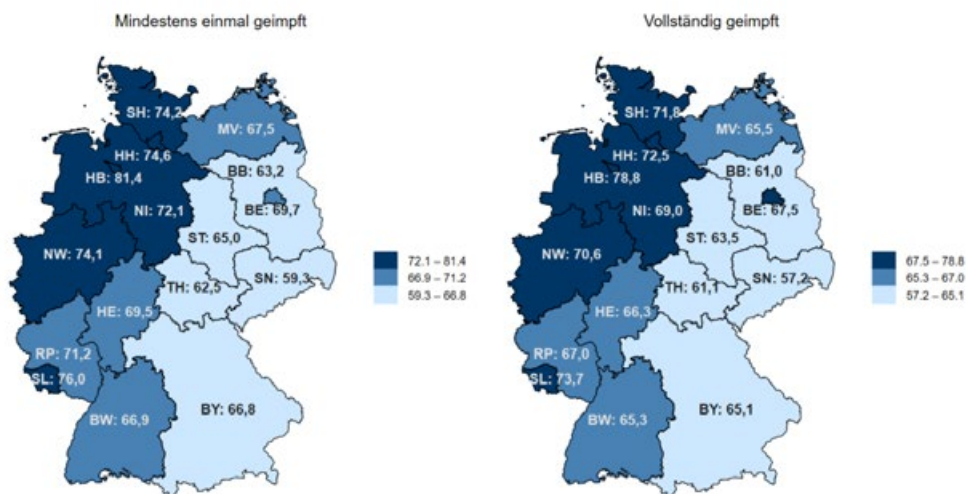 Mindestens einmal geimpft
SH: 74,2
MV: 67,5
HH: 74,6
HB: 81,4
BB: 63,2
NI: 72,1
BE: 69,7
ST: 65,0
NW: 74,1
TH: 62,5
SN: 59,3
HE: 69,5
RP: 71,2
SL: 76,0
BW: 66,9
BY: 66,8
72.1 – 81.4
66.9 – 71.2
59.3 – 66.8
Vollständig geimpft
SH: 71,8
MV: 65,5
HH: 72,5
HB: 78,8
BB: 61,0
NI: 69,0
BE: 67,5
ST: 63,5
NW: 70,6
TH: 61,1
SN: 57,2
HE: 66,3
RP: 67,0
SL: 73,7
BW: 65,3
BY: 65,1
67.5 – 78.8
65.3 – 67.0
57.2 – 65.1